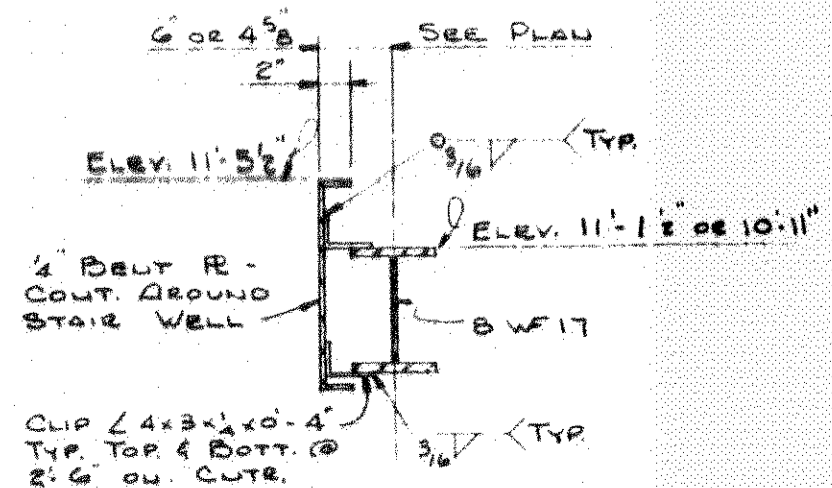 6" OR 4 5/8" SEE PLAN
2"
ELEV. 11'-5½"
3/16 TYP.
ELEV. 11'-1½" OR 10'-11"
¼" BENT PL -
CONT. AROUND
STAIR WELL
8 WF 17
CLIP ∠ 4×3×¼×0'-4"
TYP. TOP & BOTT. @
2'-6" ON. CNTR.
3/16 TYP.